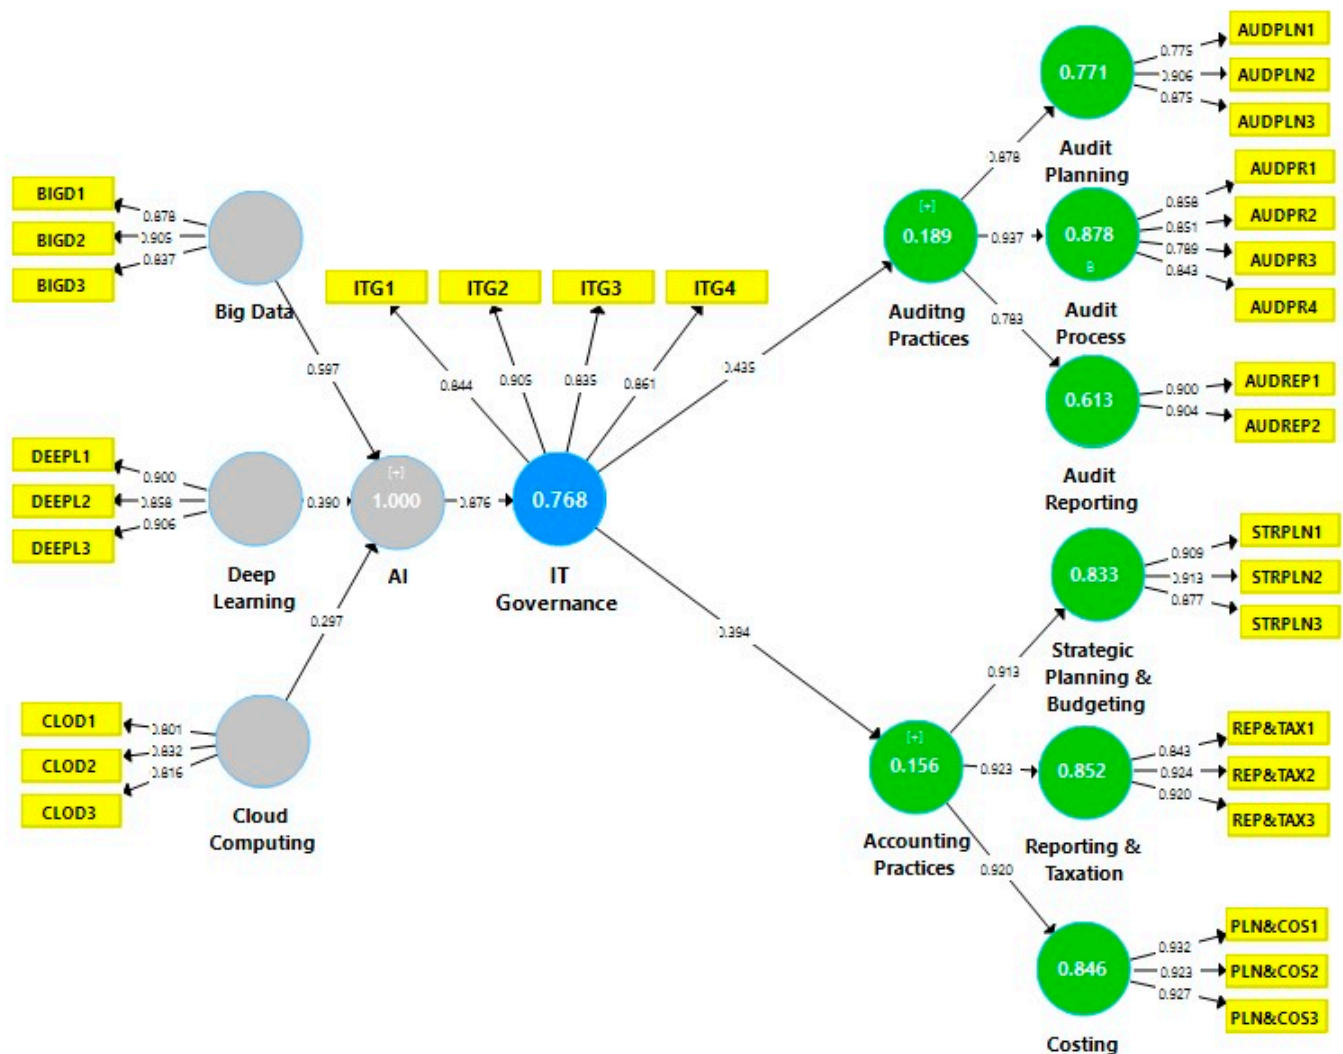 AUDPLN1
0.775
0.771
0.906
AUDPLN2
0.875
AUDPLN3
0.878
Audit
Planning
AUDPR1
0.858
AUDPR2
0.851
0.878
0.789
AUDPR3
B
0.843
AUDPR4
Audit
Process
[+]
0.189
0.937
Auditng
Practices
0.783
0.613
0.900
AUDREP1
0.904
AUDREP2
Audit
Reporting
BIGD1
0.878
BIGD2
0.905
BIGD3
0.837
Big Data
0.597
ITG1
ITG2
ITG3
ITG4
0.844
0.905
0.835
0.861
0.435
DEEPL1
0.900
DEEPL2
0.858
DEEPL3
0.906
0.390
Deep
Learning
[+]
1.000
AI
0.876
0.768
IT
Governance
0.297
0.394
CLOD1
0.801
CLOD2
0.832
CLOD3
0.816
Cloud
Computing
STRPLN1
0.909
0.833
0.913
STRPLN2
0.877
STRPLN3
Strategic
Planning &
Budgeting
0.913
[+]
0.156
0.923
Accounting
Practices
0.920
REP&TAX1
0.843
0.852
0.924
REP&TAX2
0.920
REP&TAX3
Reporting &
Taxation
PLN&COS1
0.932
0.846
0.923
PLN&COS2
0.927
PLN&COS3
Costing